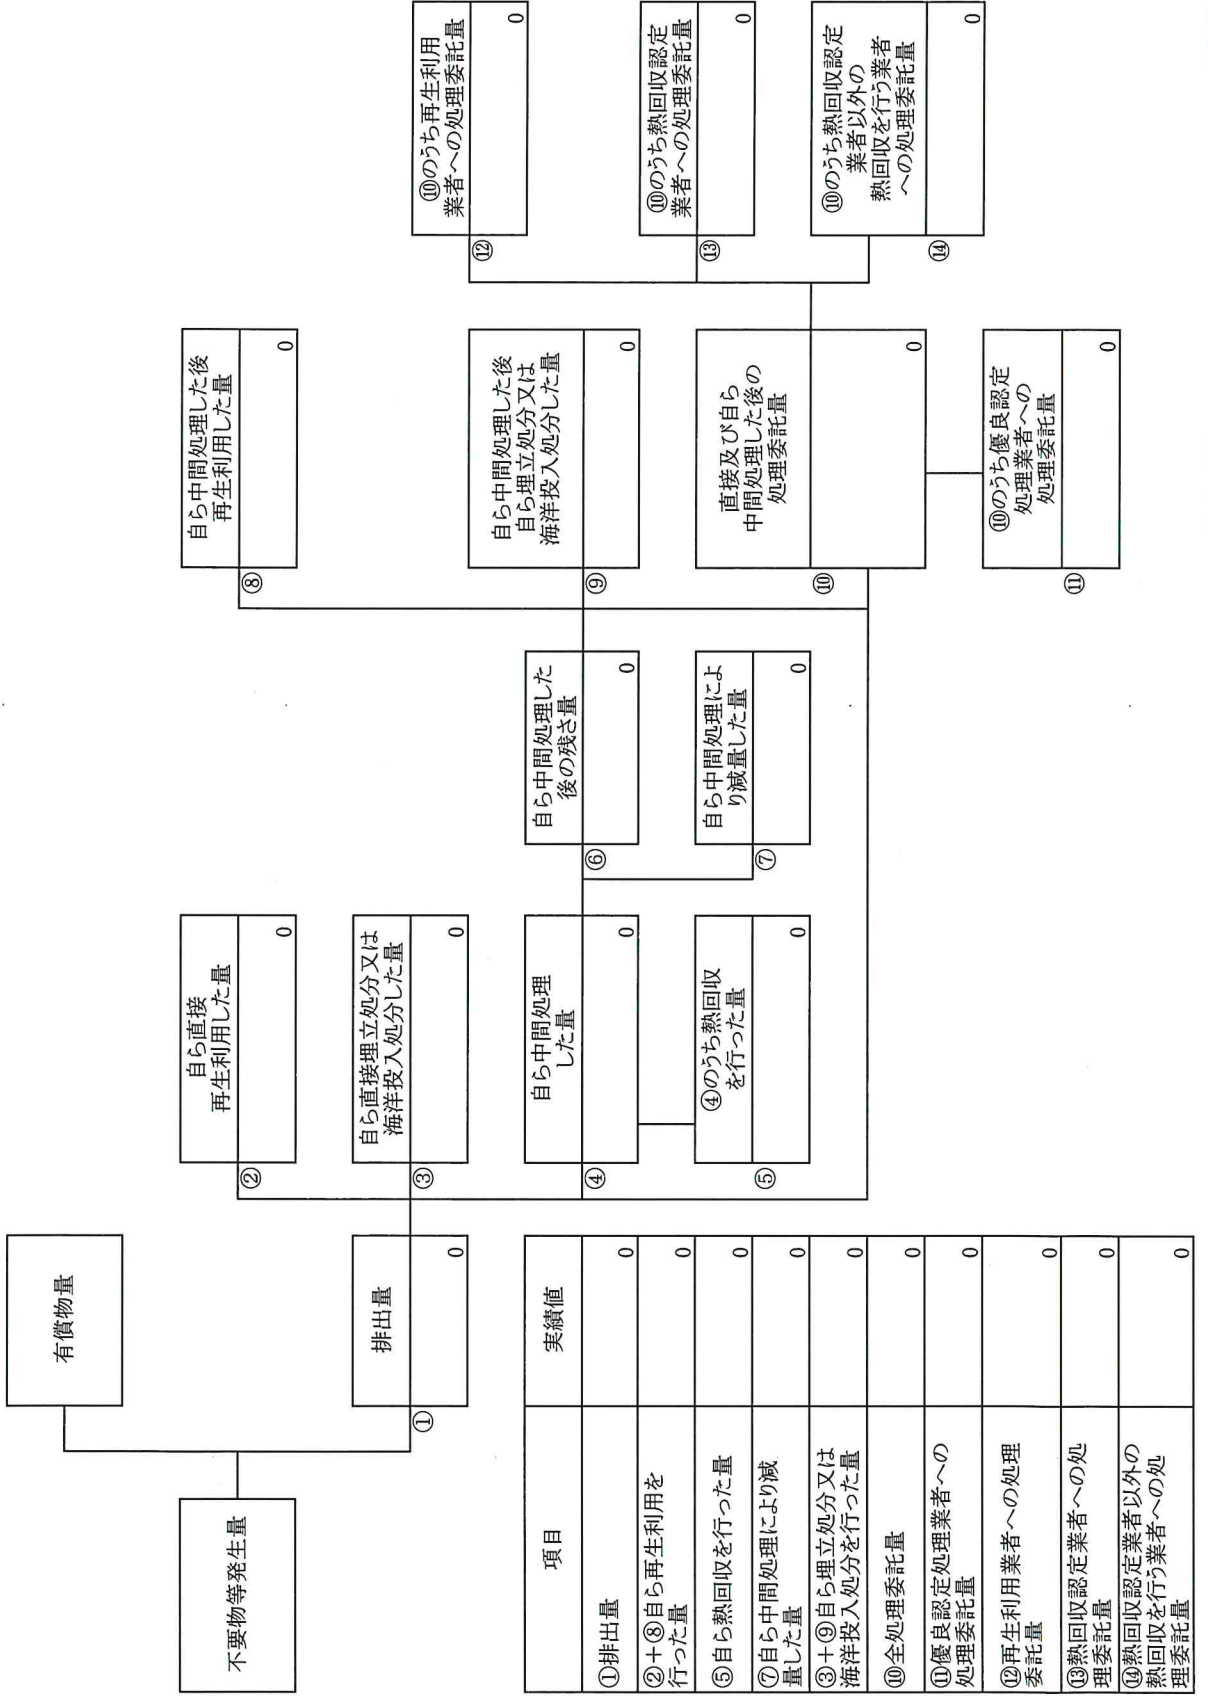 不要物等発生量
有償物量
排出量
①
0
自ら直接
再生利用した量
②
0
自ら直接埋立処分又は
海洋投入処分した量
③
0
自ら中間処理
した量
④
0
④のうち熱回収
を行った量
⑤
0
自ら中間処理した
後の残さ量
⑥
0
自ら中間処理によ
り減量した量
⑦
0
自ら中間処理した後
再生利用した量
⑧
0
自ら中間処理した後
自ら埋立処分又は
海洋投入処分した量
⑨
0
直接及び自ら
中間処理した後の
処理委託量
⑩
0
⑩のうち優良認定
処理業者への
処理委託量
⑪
0
⑩のうち再生利用
業者への処理委託量
⑫
0
⑩のうち熱回収認定
業者への処理委託量
⑬
0
⑩のうち熱回収認定
業者以外の
熱回収を行う業者
への処理委託量
⑭
0
項目 実績値
①排出量 0
②+⑧自ら再生利用を
行った量 0
⑤自ら熱回収を行った量 0
⑦自ら中間処理により減
量した量 0
③+⑨自ら埋立処分又は
海洋投入処分を行った量 0
⑩全処理委託量 0
⑪優良認定処理業者への
処理委託量 0
⑫再生利用業者への処理
委託量 0
⑬熱回収認定業者への処
理委託量 0
⑭熱回収認定業者以外の
熱回収を行う業者への処
理委託量 0